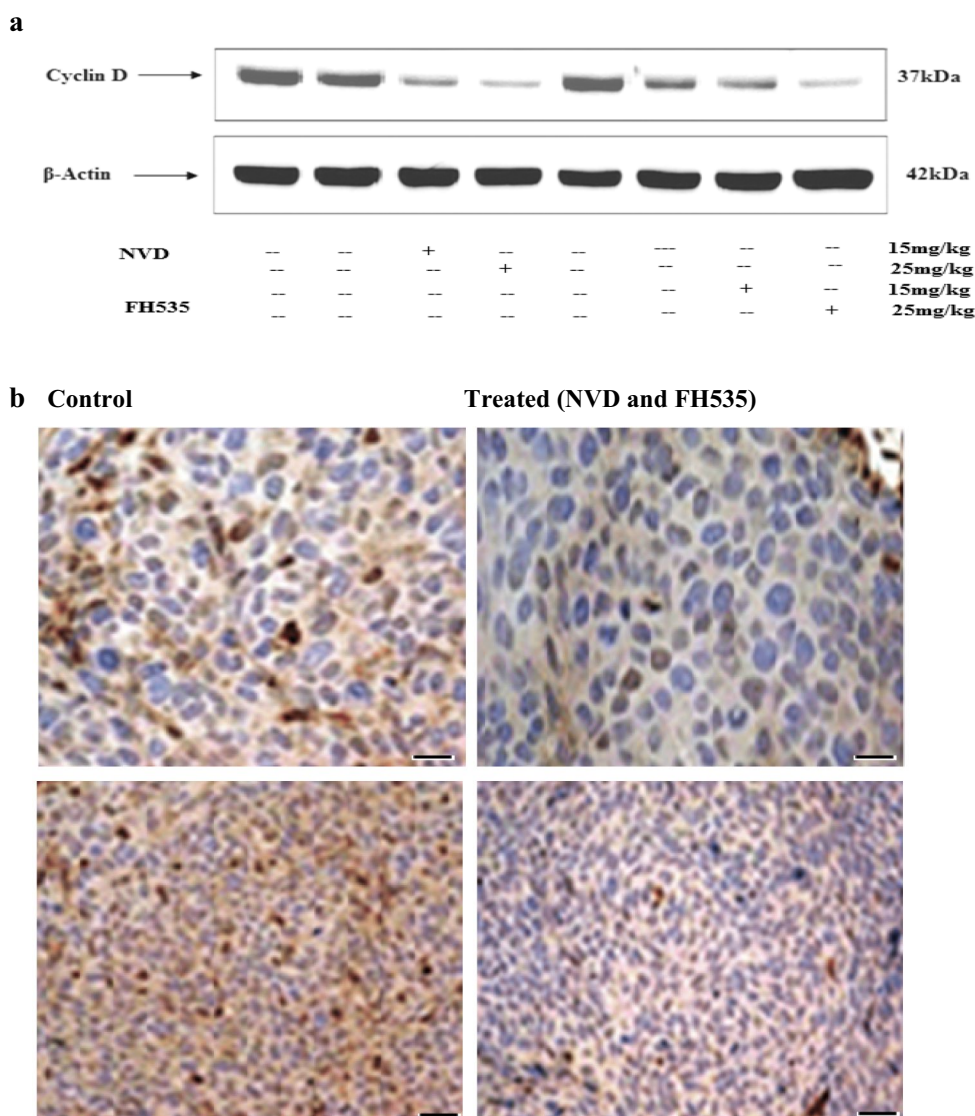 a
Cyclin D 37kDa
β-Actin 42kDa
NVD -- -- + -- -- --- -- -- 15mg/kg
-- -- -- + -- -- -- -- 25mg/kg
-- -- -- -- -- -- + -- 15mg/kg
FH535 -- -- -- -- -- -- -- + 25mg/kg
b Control Treated (NVD and FH535)